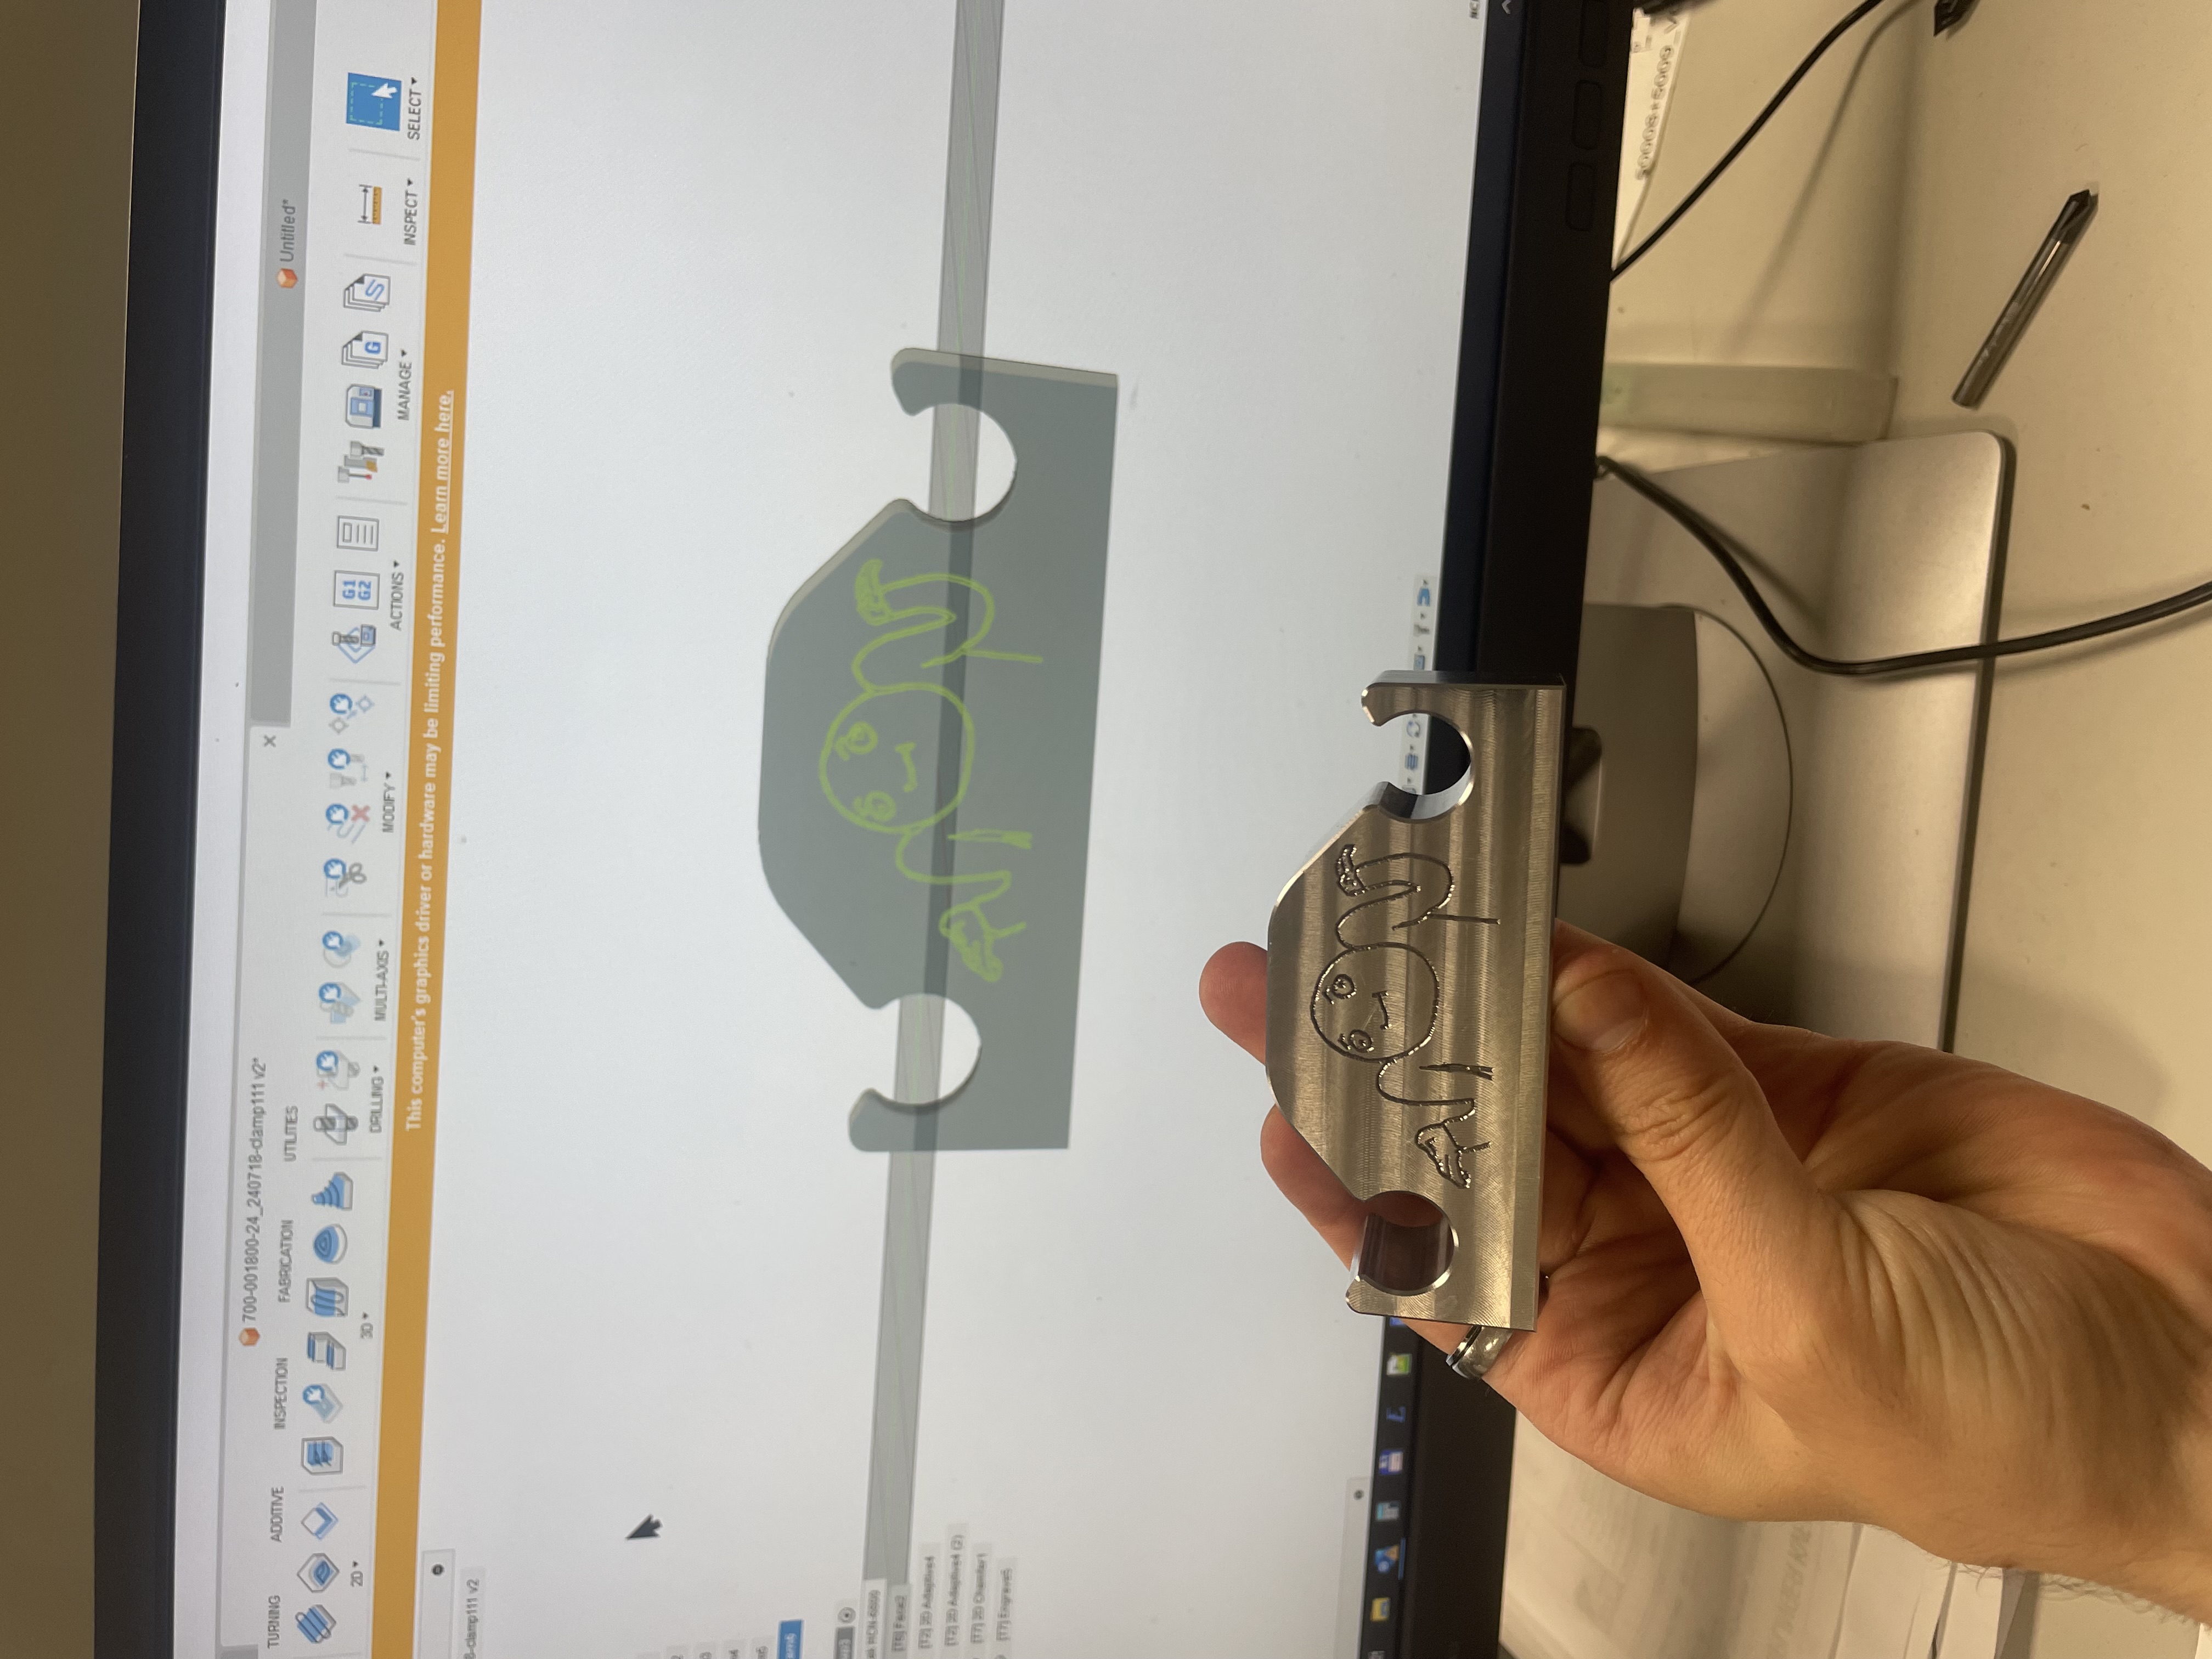 700-001800-24_240718-clamp111 v2*
Untitled*
TURNING
ADDITIVE
INSPECTION
FABRICATION
UTILITIES
G1
G2
G
2D
3D
DRILLING
MULTI-AXIS
MODIFY
ACTIONS
MANAGE
INSPECT
SELECT
This computer's graphics driver or hardware may be limiting performance. Learn more here.
-clamp111 v2
[T6] Face2
[T2] 2D Adaptive4
[T2] 2D Adaptive4 (2)
[T7] 2D Chamfer1
[T7] Engrave5